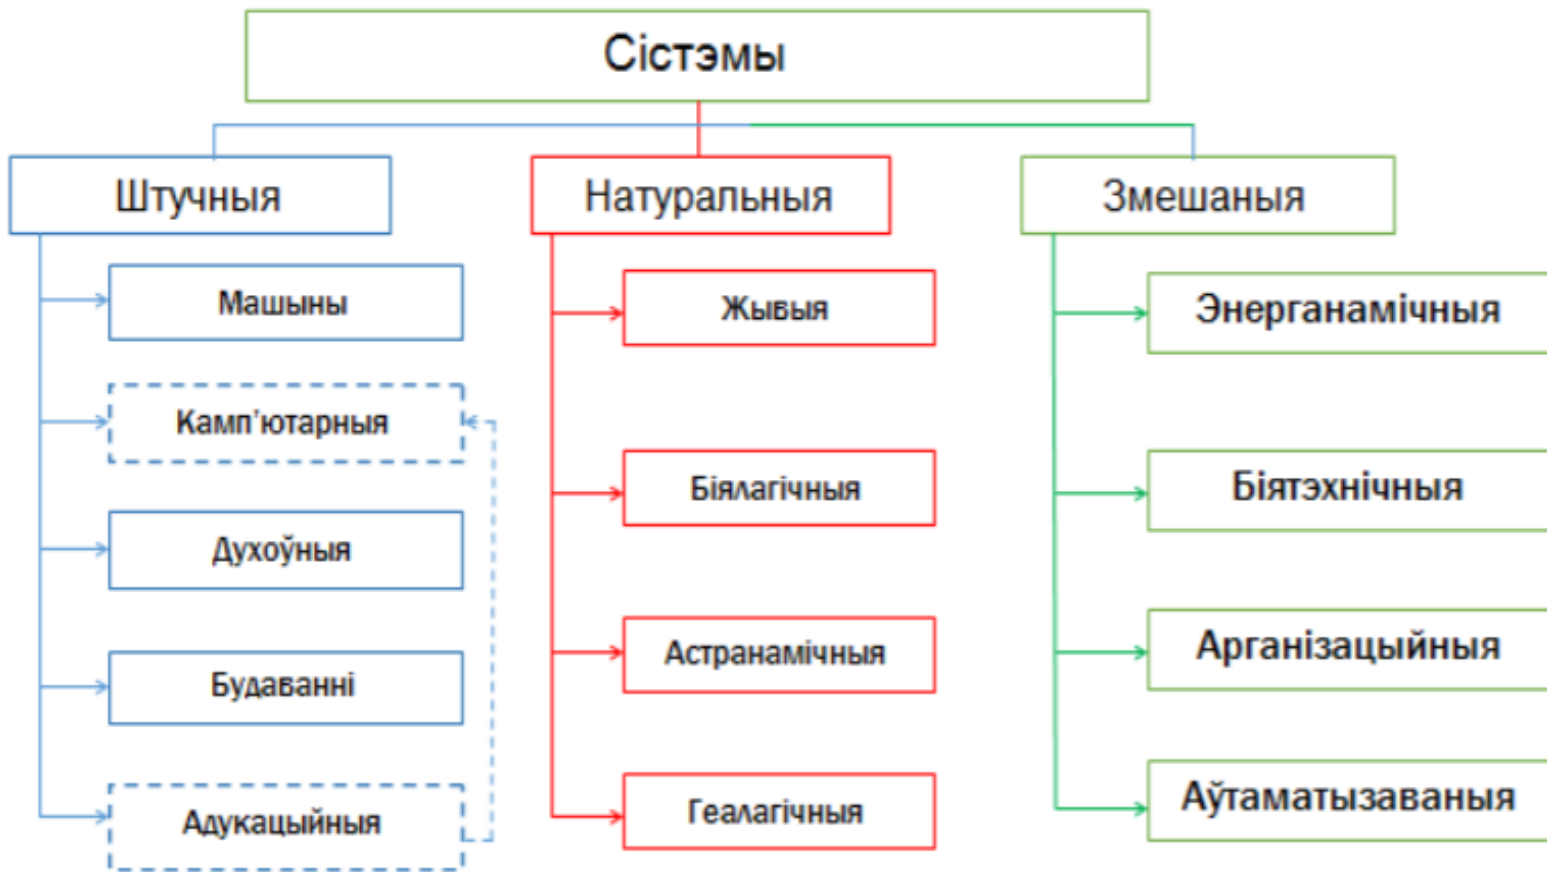 Сістэмы
Штучныя
Натуральныя
Змешаныя
Машыны
Камп'ютарныя
Духоўныя
Будаванні
Адукацыйныя
Жывыя
Біялагічныя
Астранамічныя
Геалагічныя
Энерганамічныя
Біятэхнічныя
Арганізацыйныя
Аўтаматызаваныя